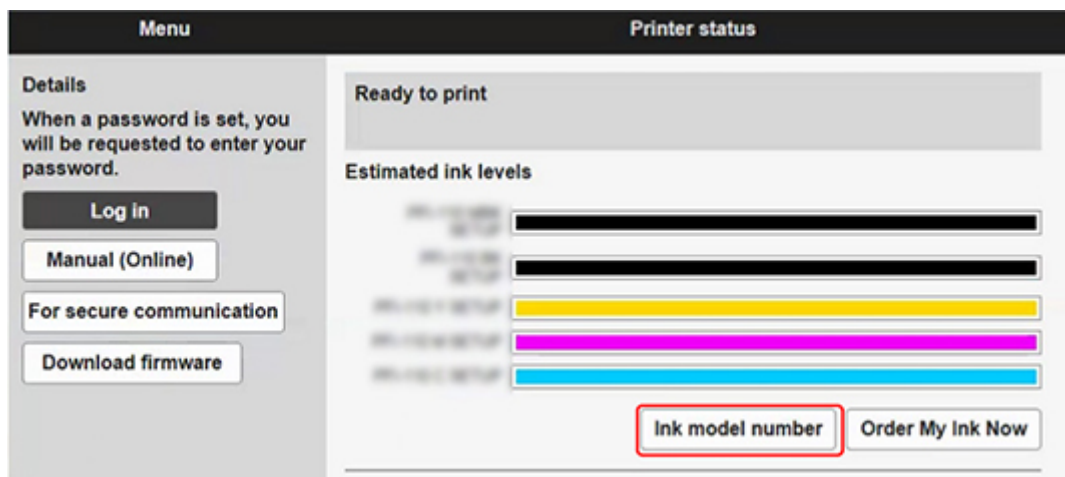 Menu
Printer status
Details
When a password is set, you
will be requested to enter your
password.
Log in
Manual (Online)
For secure communication
Download firmware
Ready to print
Estimated ink levels
Ink model number
Order My Ink Now